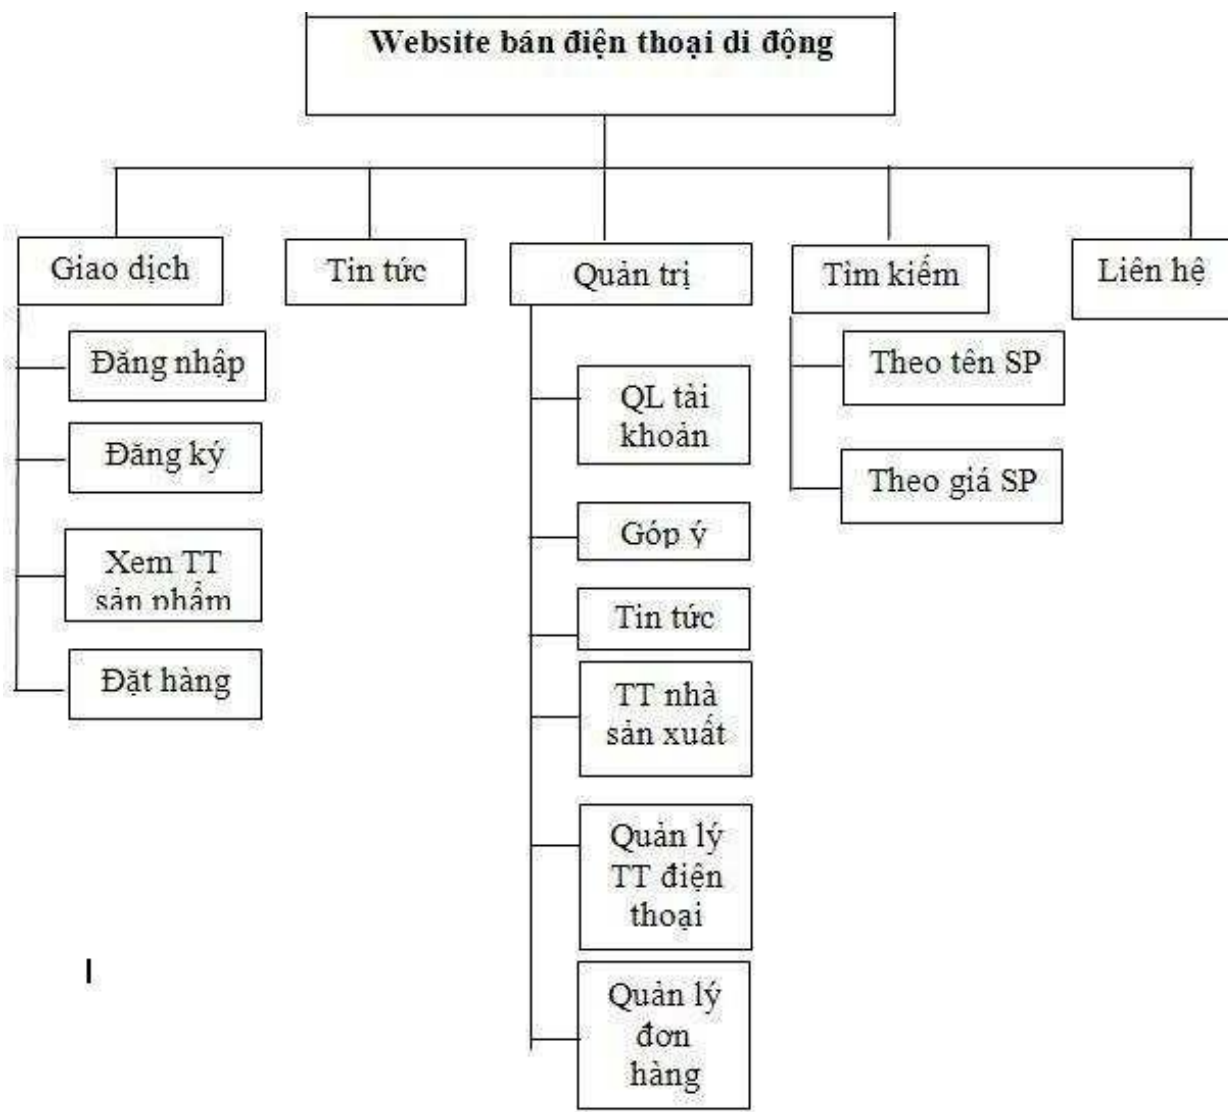 Website bán điện thoại di động
Giao dịch
Tin tức
Quản trị
Tìm kiếm
Liên hệ
Đăng nhập
Đăng ký
Xem TT
sản phẩm
Đặt hàng
QL tài
khoản
Góp ý
Tin tức
TT nhà
sản xuất
Quản lý
TT điện
thoại
Quản lý
đơn
hàng
Theo tên SP
Theo giá SP